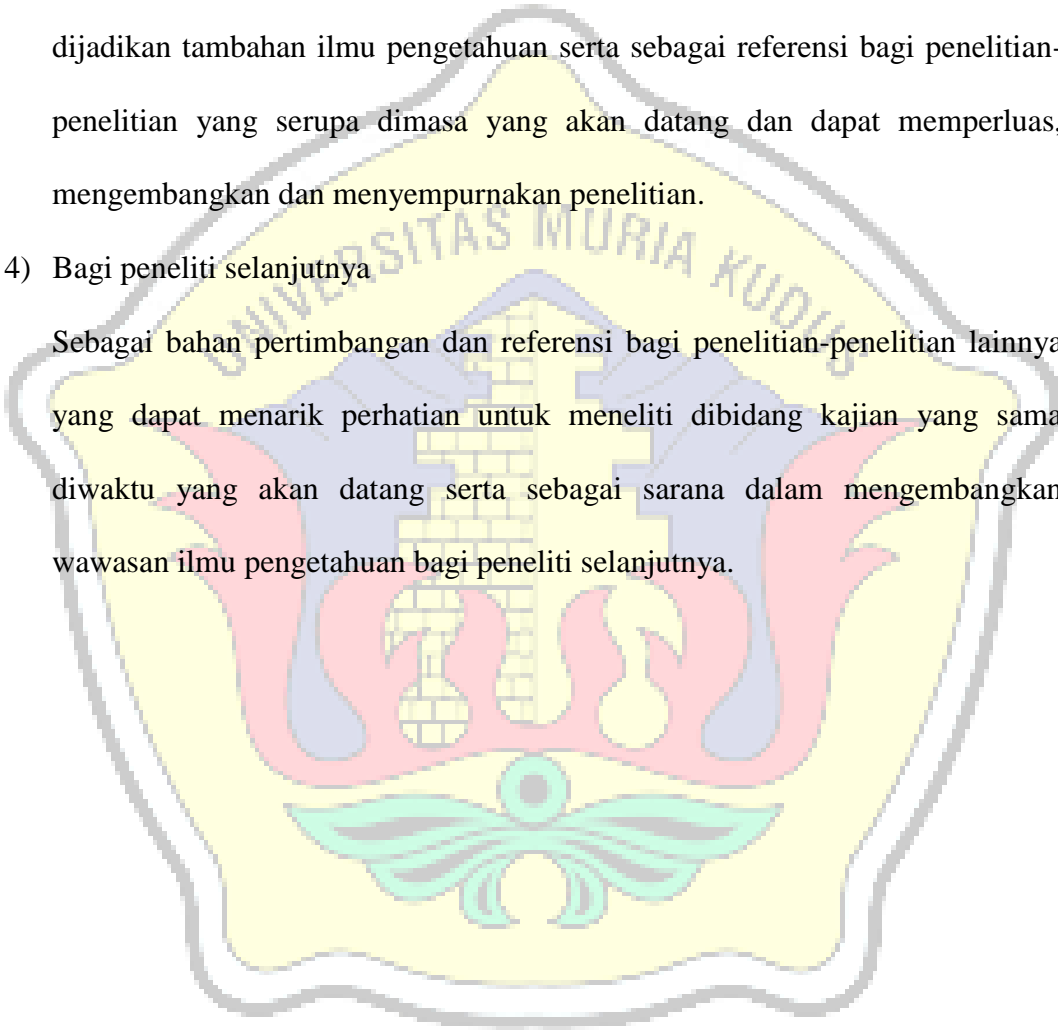 dijadikan tambahan ilmu pengetahuan serta sebagai referensi bagi penelitian-
penelitian yang serupa dimasa yang akan datang dan dapat memperluas,
mengembangkan dan menyempurnakan penelitian.
UNIVERSITAS MURIA KUDUS
4) Bagi peneliti selanjutnya
Sebagai bahan pertimbangan dan referensi bagi penelitian-penelitian lainnya
yang dapat menarik perhatian untuk meneliti dibidang kajian yang sama
diwaktu yang akan datang serta sebagai sarana dalam mengembangkan
wawasan ilmu pengetahuan bagi peneliti selanjutnya.